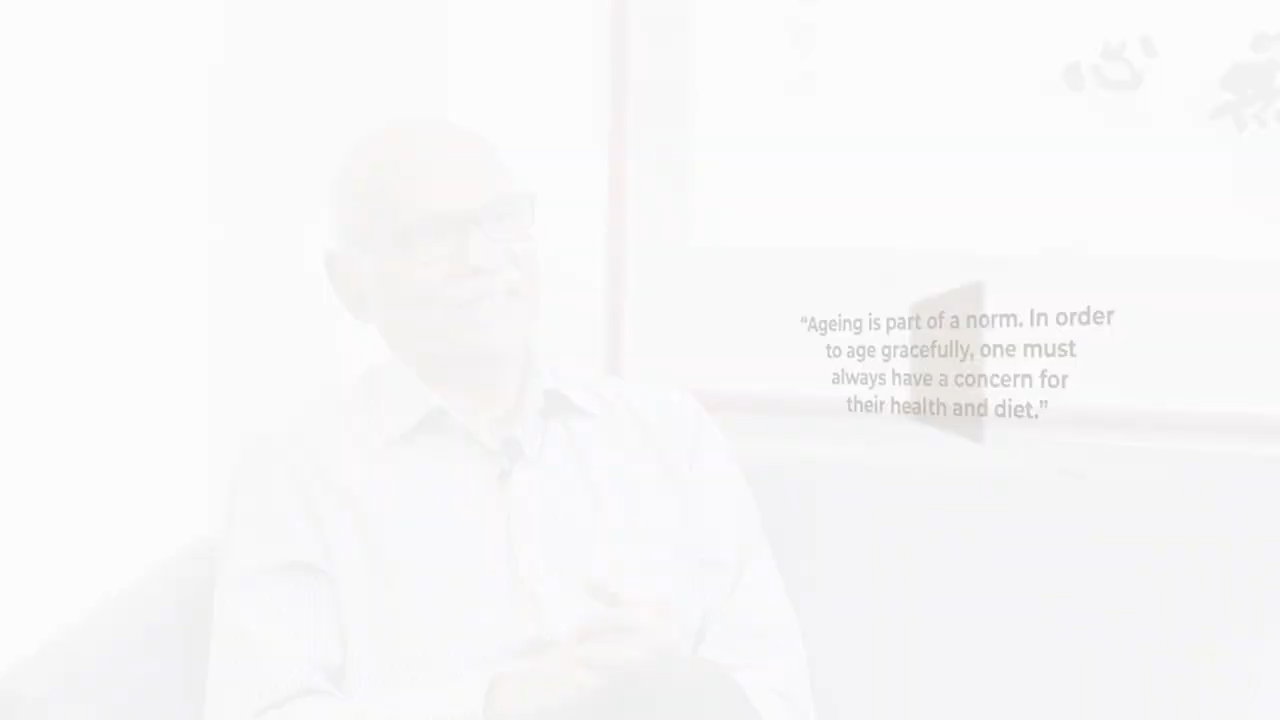 “Ageing is part of a norm. In order
to age gracefully, one must
always have a concern for
their health and diet.”